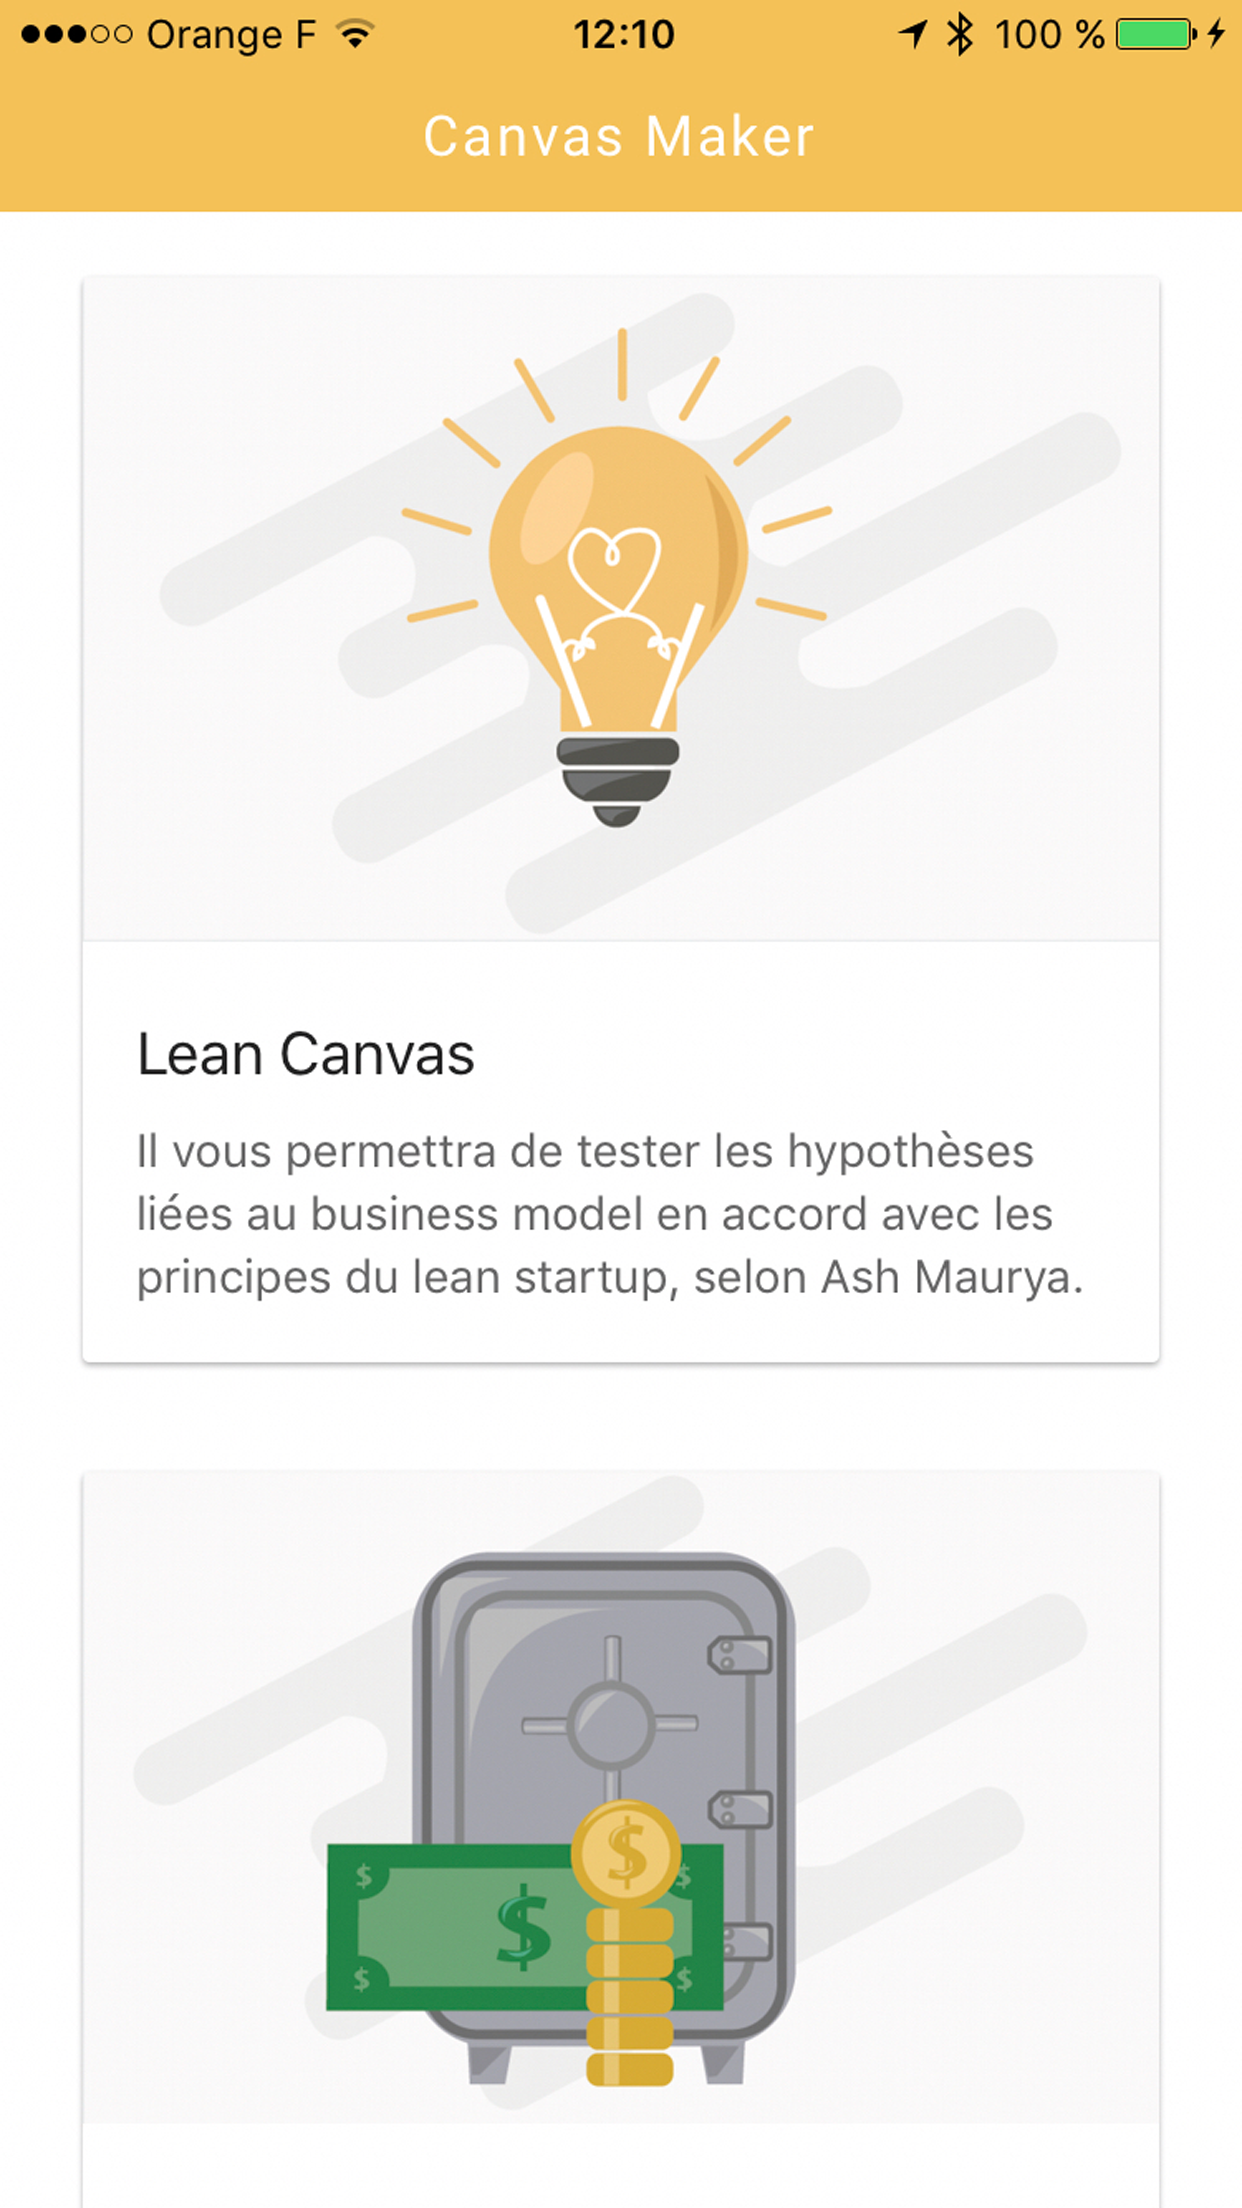 Orange F 12:10 100 %
Canvas Maker
Lean Canvas
Il vous permettra de tester les hypothèses
liées au business model en accord avec les
principes du lean startup, selon Ash Maurya.
$
$ $
$
$ $